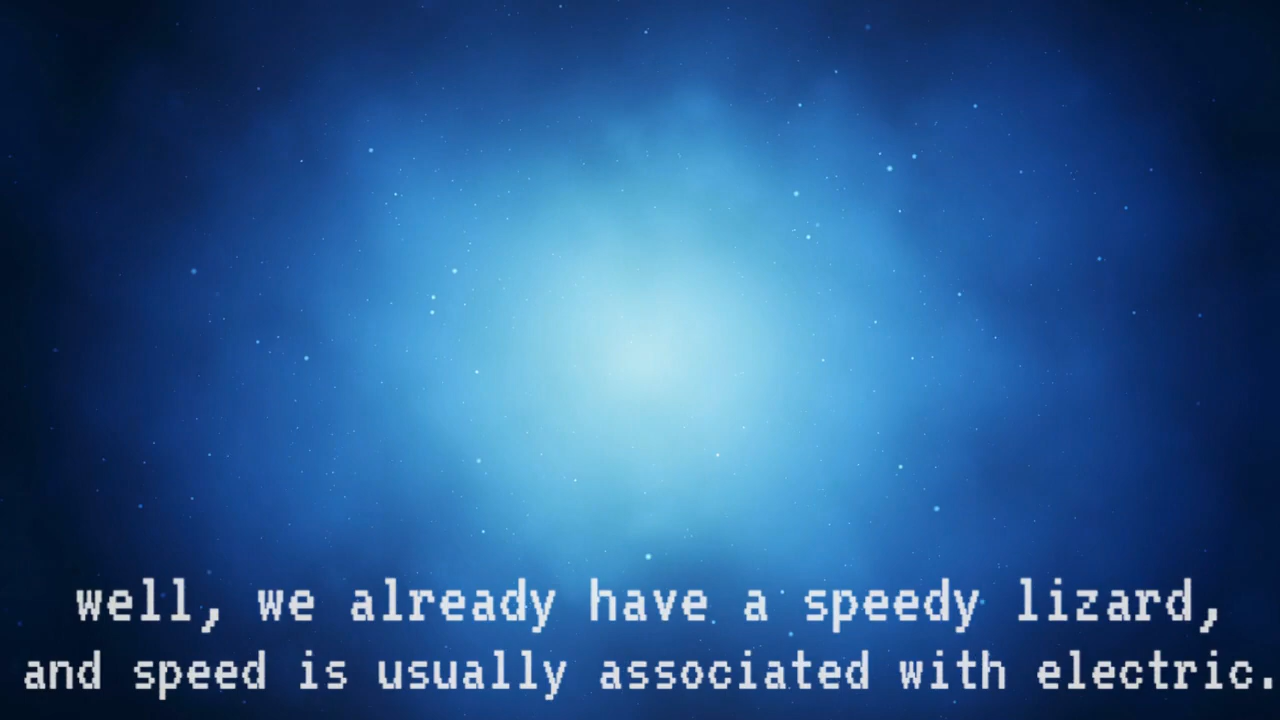 well, we already have a speedy lizard,
and speed is usually associated with electric.